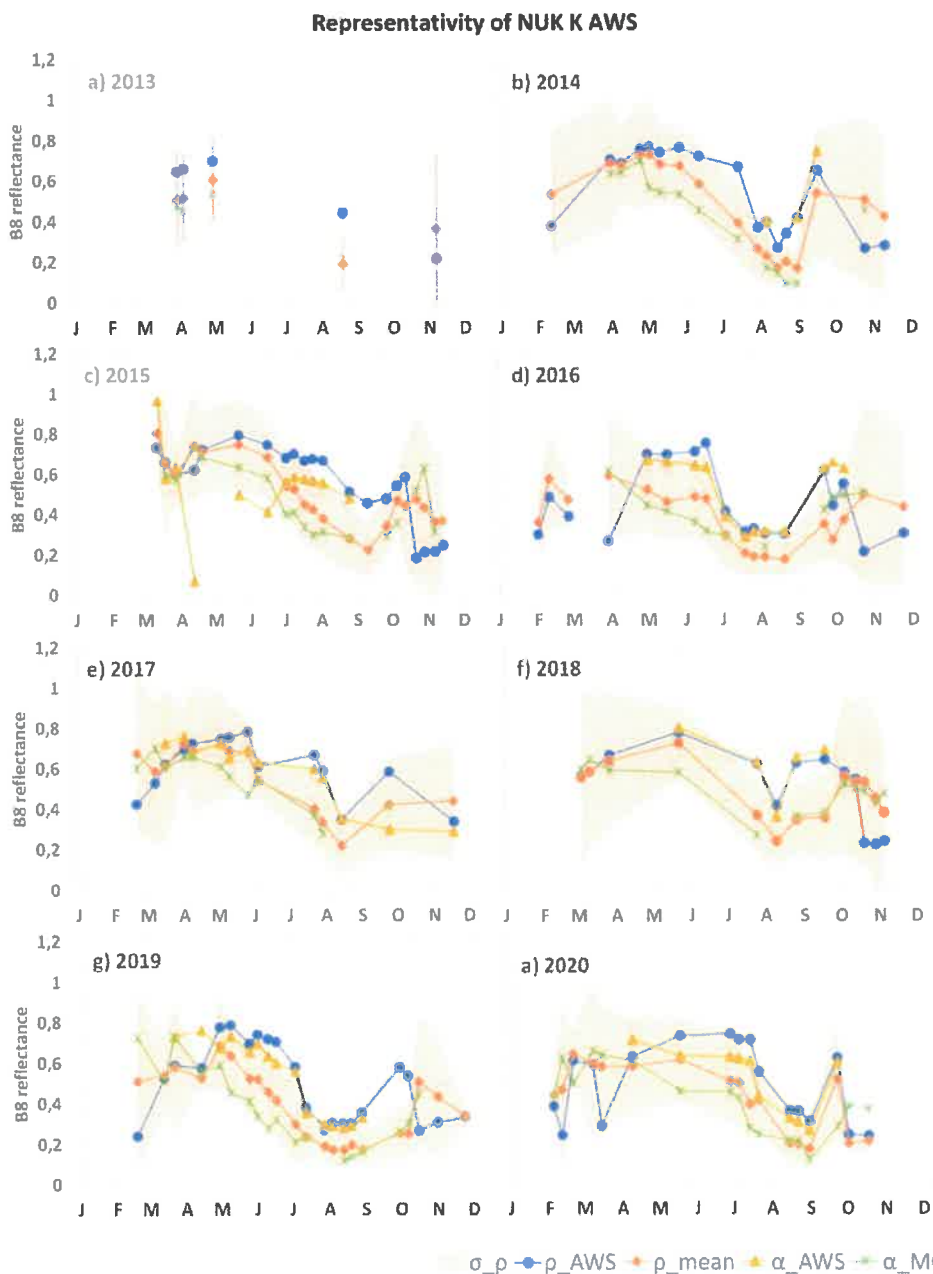 Representativity of NUK K AWS
a) 2013
b) 2014
B8 reflectance
1,2
1
0,8
0,6
0,4
0,2
0
J F M A M J J A S O N D
J F M A M J J A S O N D
c) 2015
d) 2016
B8 reflectance
1,2
1
0,8
0,6
0,4
0,2
0
J F M A M J J A S O N D
J F M A M J J A S O N D
e) 2017
f) 2018
B8 reflectance
1,2
1
0,8
0,6
0,4
0,2
0
J F M A M J J A S O N D
J F M A M J J A S O N D
g) 2019
a) 2020
B8 reflectance
1,2
1
0,8
0,6
0,4
0,2
0
J F M A M J J A S O N D
J F M A M J J A S O N D
σ_ρ ρ_AWS ρ_mean α_AWS